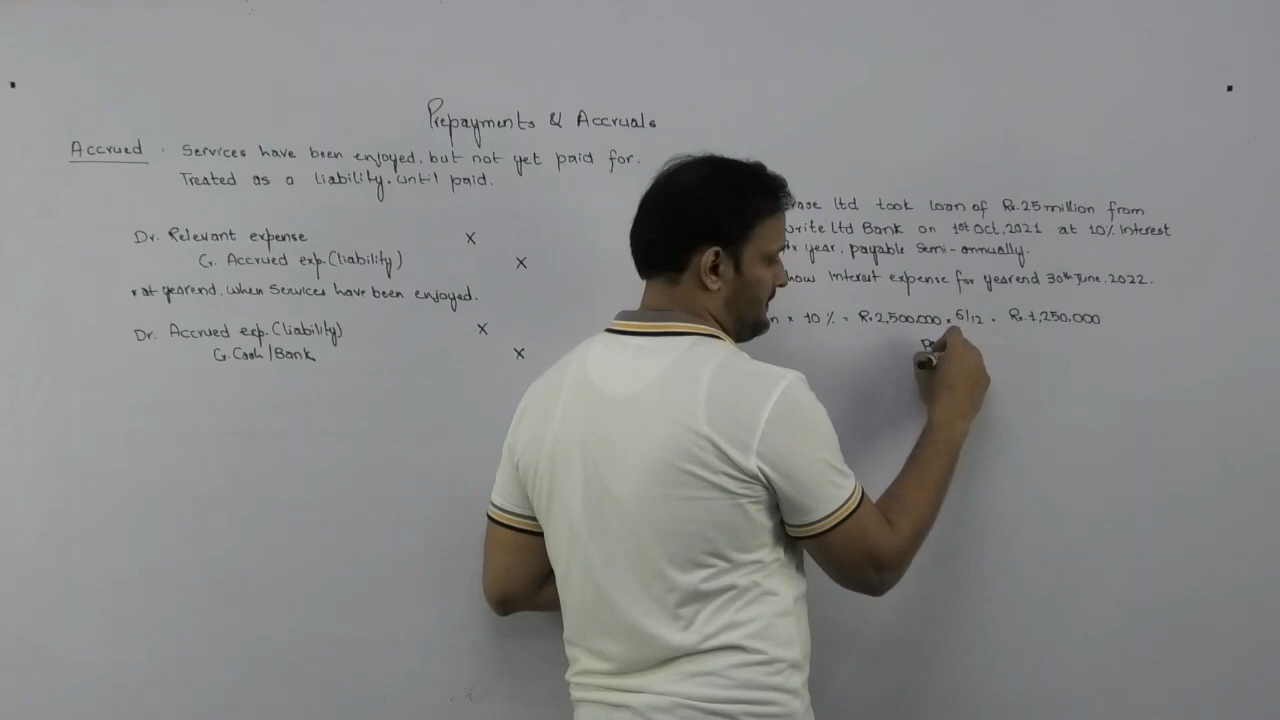 Prepayments & Accruals
Accrued : Services have been enjoyed, but not yet paid for.
Treated as a liability. until paid.
Dr. Relevant expense X
Cr. Accrued exp. (liability) X
* at yearend, when services have been enjoyed.
Dr. Accrued exp. (liability) X
Cr. Cash / Bank X
ltd took loan of Rs. 25 million from
write ltd Bank on 1st Oct, 2021 at 10% interest
year, payable semi-annually.
interest expense for yearend 30th June. 2022.
n x 10% = Rs. 2,500,000 x 6/12 = Rs. 1,250,000